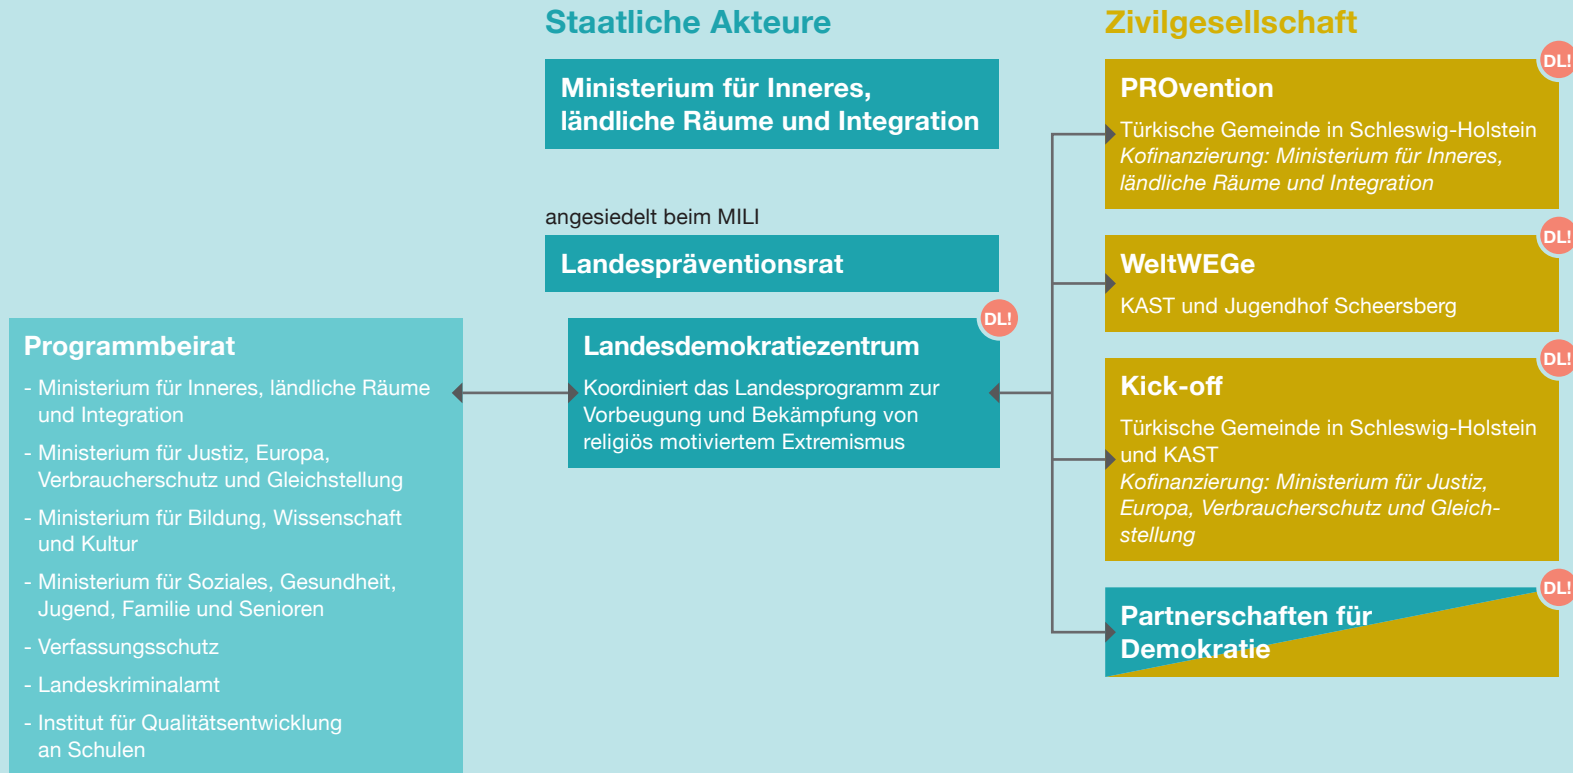 Staatliche Akteure
Ministerium für Inneres,
ländliche Räume und Integration
angesiedelt beim MILI
Landespräventionsrat
Programmbeirat
- Ministerium für Inneres, ländliche Räume
und Integration
- Ministerium für Justiz, Europa,
Verbraucherschutz und Gleichstellung
- Ministerium für Bildung, Wissenschaft
und Kultur
- Ministerium für Soziales, Gesundheit,
Jugend, Familie und Senioren
- Verfassungsschutz
- Landeskriminalamt
- Institut für Qualitätsentwicklung
an Schulen
DL!
Landesdemokratiezentrum
Koordiniert das Landesprogramm zur
Vorbeugung und Bekämpfung von
religiös motiviertem Extremismus
Zivilgesellschaft
DL!
PROvention
Türkische Gemeinde in Schleswig-Holstein
Kofinanzierung: Ministerium für Inneres,
ländliche Räume und Integration
DL!
WeltWEGe
KAST und Jugendhof Scheersberg
DL!
Kick-off
Türkische Gemeinde in Schleswig-Holstein
und KAST
Kofinanzierung: Ministerium für Justiz,
Europa, Verbraucherschutz und Gleich-
stellung
DL!
Partnerschaften für
Demokratie